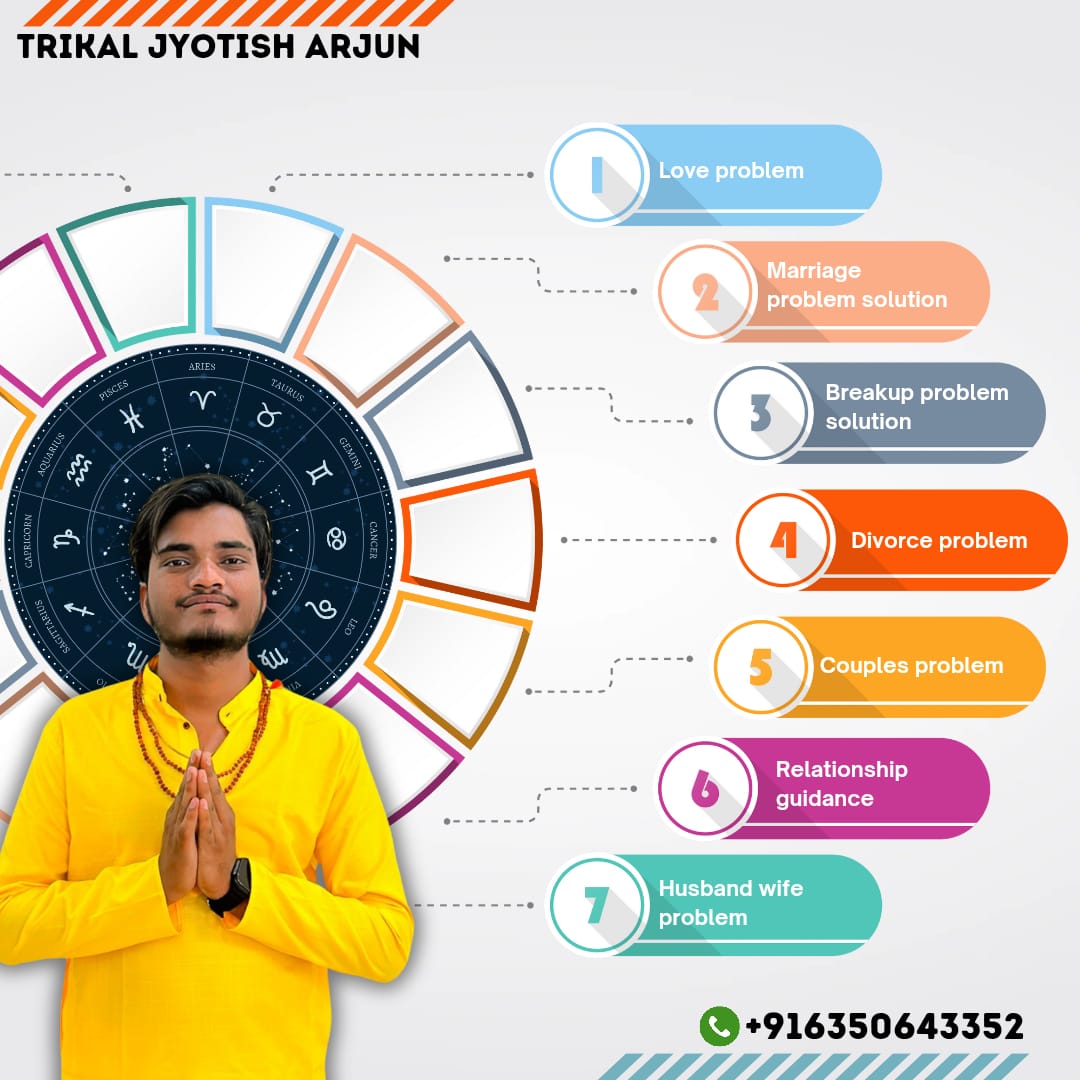 TRIKAL JYOTISH ARJUN
1
Love problem
2
Marriage
problem solution
3
Breakup problem
solution
4
Divorce problem
5
Couples problem
6
Relationship
guidance
7
Husband wife
problem
ARIES
TAURUS
GEMINI
CANCER
LEO
SAGITTARIUS
CAPRICORN
AQUARIUS
PISCES
+916350643352